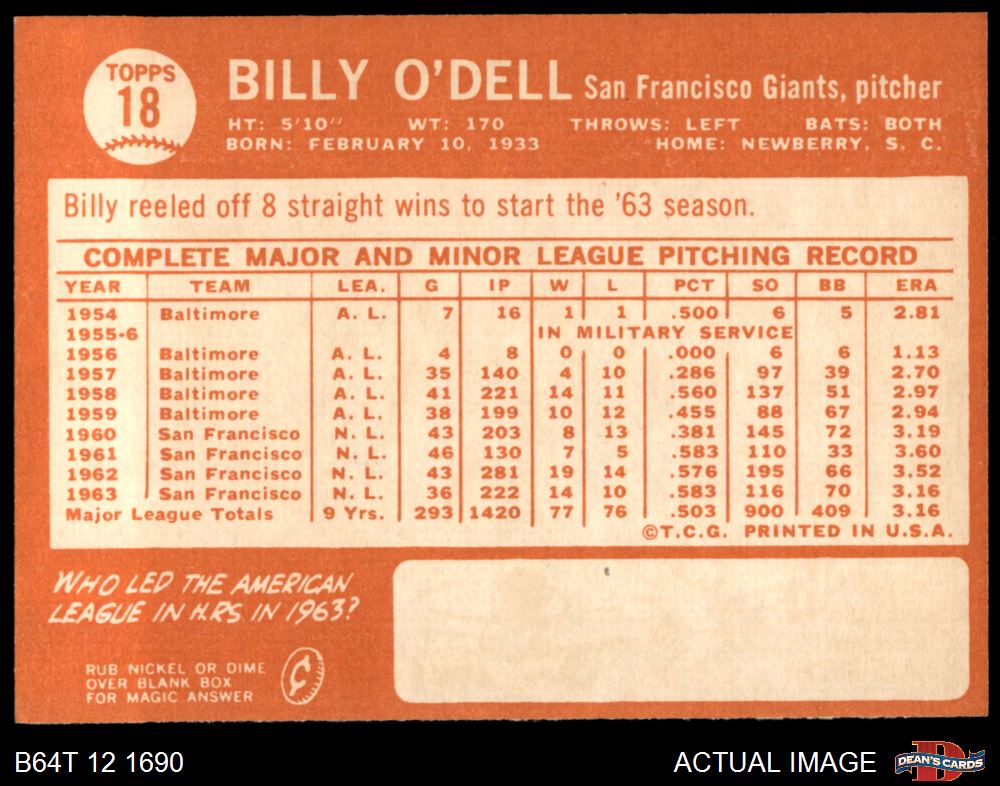 TOPPS
18
BILLY O'DELL San Francisco Giants, pitcher
HT: 5'10" WT: 170 THROWS: LEFT BATS: BOTH
BORN: FEBRUARY 10, 1933 HOME: NEWBERRY, S. C.
Billy reeled off 8 straight wins to start the '63 season.
COMPLETE MAJOR AND MINOR LEAGUE PITCHING RECORD
YEAR TEAM LEA. G IP W L PCT SO BB ERA
1954 Baltimore A. L. 7 16 1 1 .500 6 5 2.81
1955-6 IN MILITARY SERVICE
1956 Baltimore A. L. 4 8 0 0 .000 6 6 1.13
1957 Baltimore A. L. 35 140 4 10 .286 97 39 2.70
1958 Baltimore A. L. 41 221 14 11 .560 137 51 2.97
1959 Baltimore A. L. 38 199 10 12 .455 88 67 2.94
1960 San Francisco N. L. 43 203 8 13 .381 145 72 3.19
1961 San Francisco N. L. 46 130 7 5 .583 110 33 3.60
1962 San Francisco N. L. 43 281 19 14 .576 195 66 3.52
1963 San Francisco N. L. 36 222 14 10 .583 116 70 3.16
Major League Totals 9 Yrs. 293 1420 77 76 .503 900 409 3.16
©T.C.G. PRINTED IN U.S.A.
WHO LED THE AMERICAN
LEAGUE IN H.RS IN 1963?
RUB NICKEL OR DIME
OVER BLANK BOX
FOR MAGIC ANSWER
¢
B64T 12 1690 ACTUAL IMAGE
DEAN'S CARDS